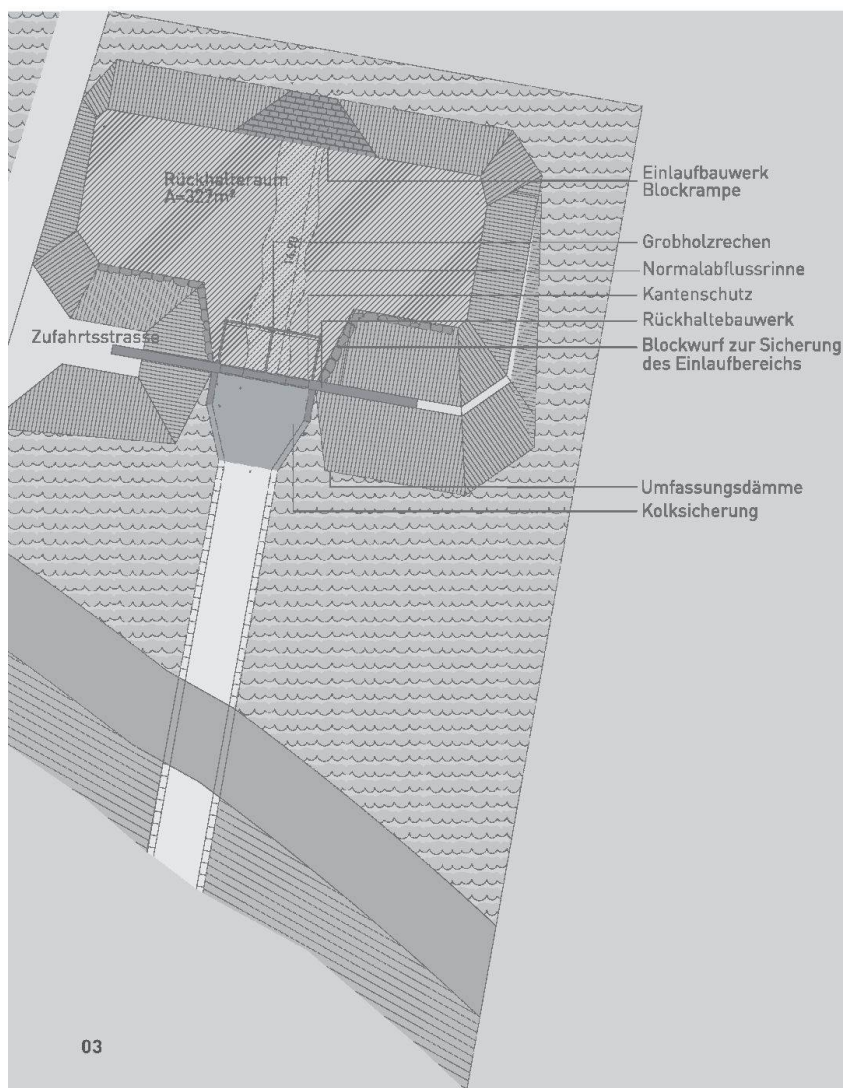 Rückhalteraum
A=327m²
Einlaufbauwerk
Blockrampe
Grobholzrechen
Normalabflussrinne
Kantenschutz
Rückhaltebauwerk
Zufahrtsstrasse
Blockwurf zur Sicherung
des Einlaufbereichs
Umfassungsdämme
Kolksicherung
03